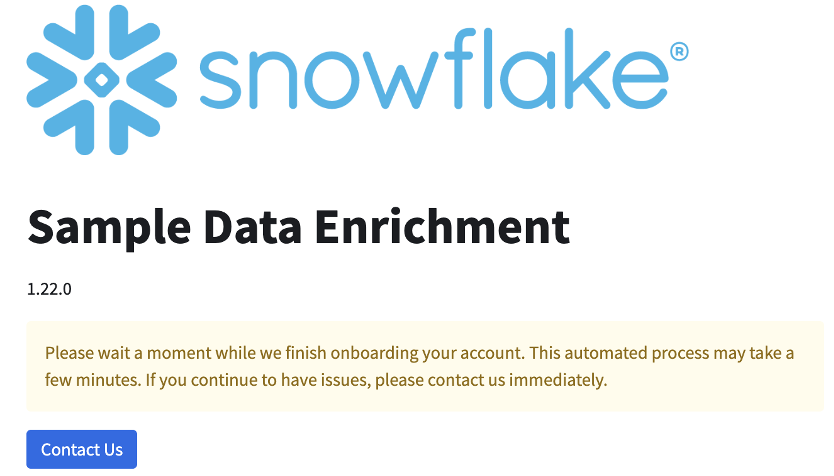 snowflake®
Sample Data Enrichment
1.22.0
Please wait a moment while we finish onboarding your account. This automated process may take a
few minutes. If you continue to have issues, please contact us immediately.
Contact Us